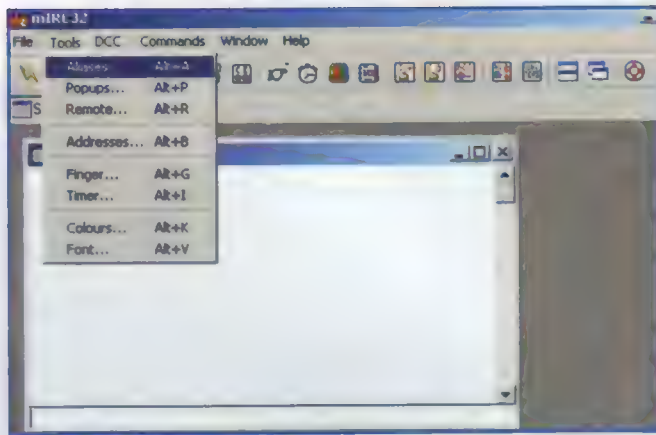 mIRC32
File Tools DCC Commands Window Help
Aliases... Alt+A
Popups... Alt+P
Remote... Alt+R
Addresses... Alt+B
Finger... Alt+G
Timer... Alt+I
Colours... Alt+K
Font... Alt+V